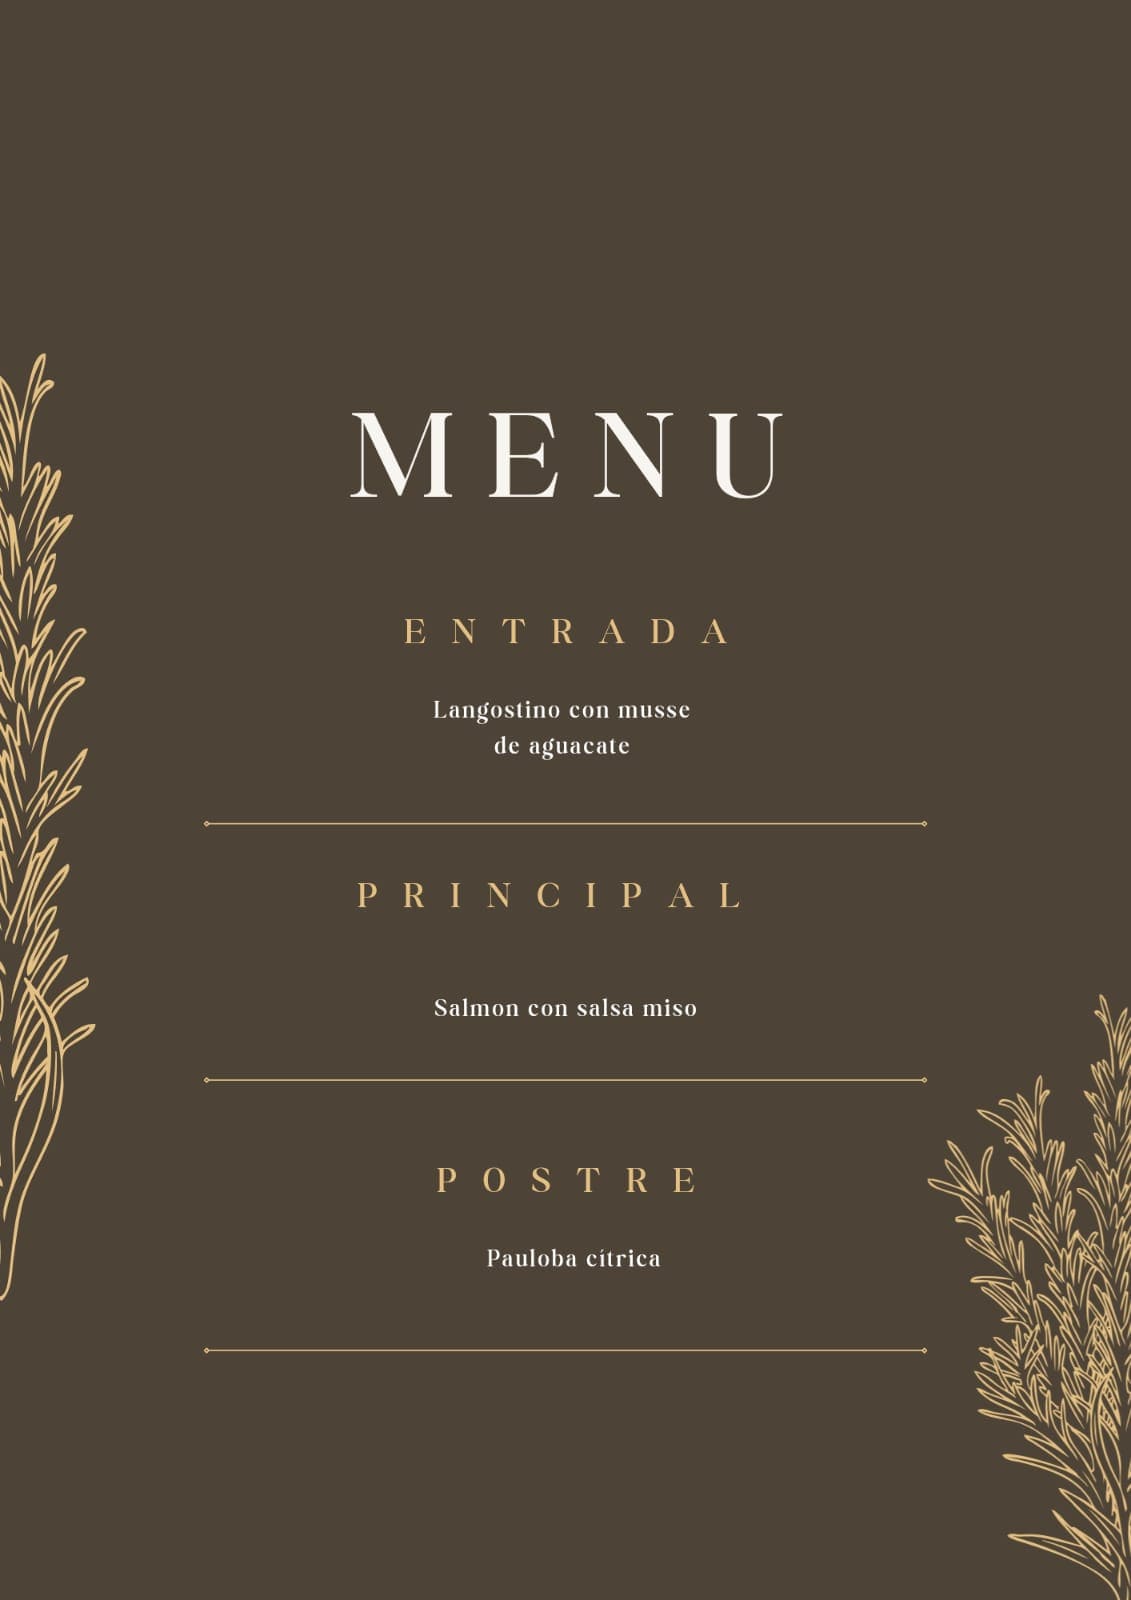 MENU
ENTRADA
Langostino con musse
de aguacate
PRINCIPAL
Salmon con salsa miso
POSTRE
Pauloba cítrica